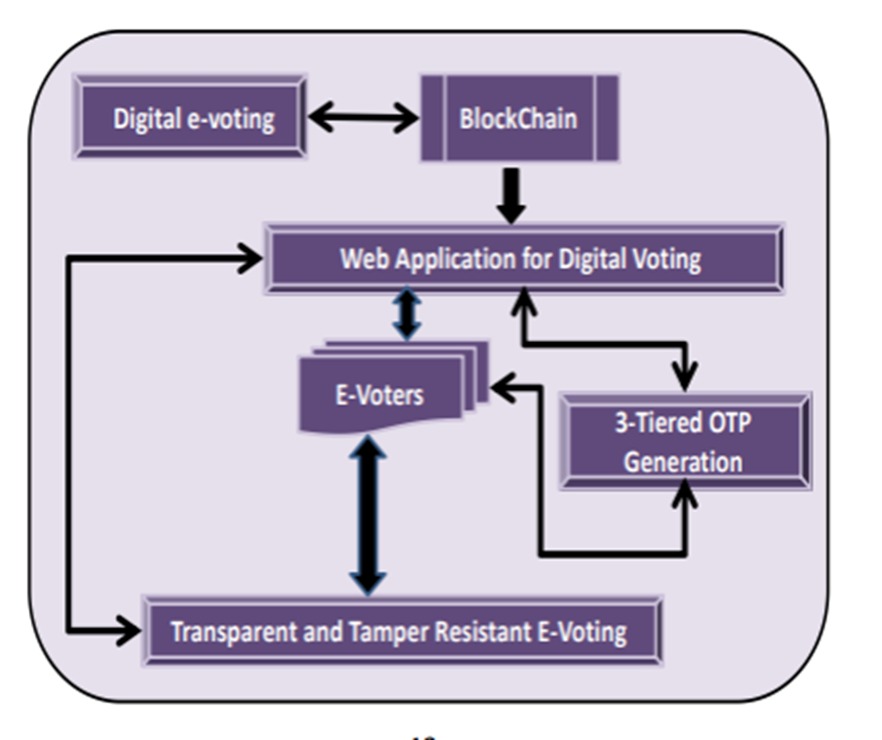 Digital e-voting
BlockChain
Web Application for Digital Voting
E-Voters
3-Tiered OTP
Generation
Transparent and Tamper Resistant E-Voting